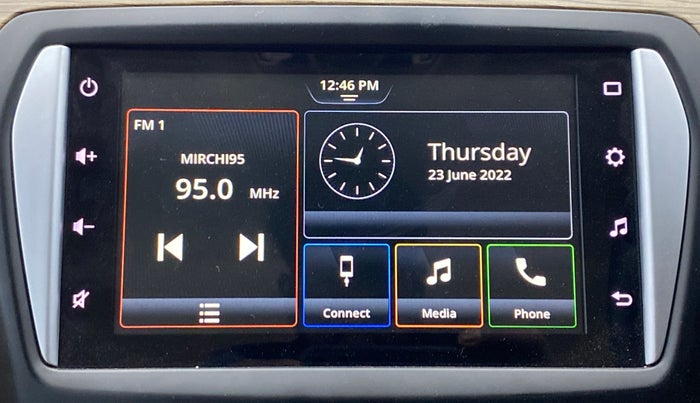 12:46 PM
FM 1
MIRCHI95
95.0 MHz
Thursday
23 June 2022
Connect
Media
Phone